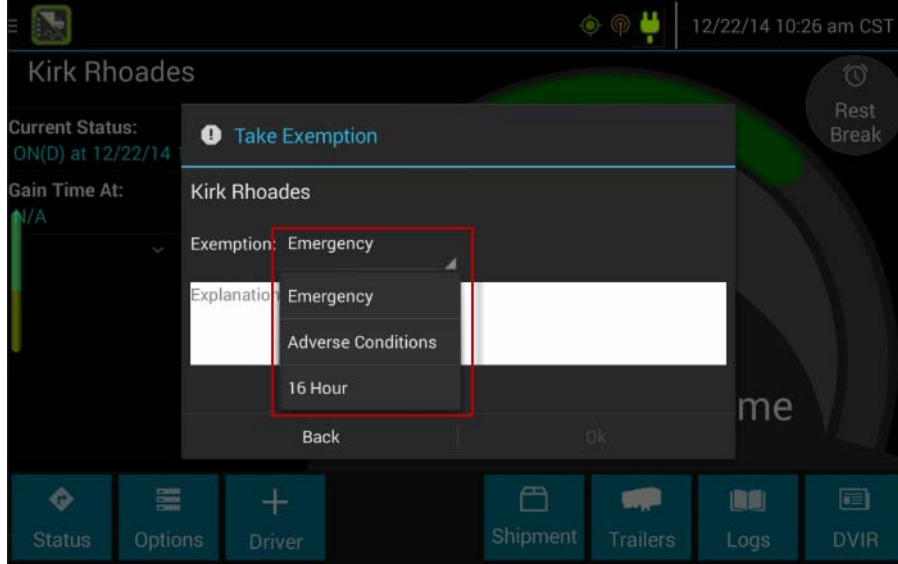 12/22/14 10:26 am CST
Kirk Rhoades
Rest
Break
Current Status:
ON(D) at 12/22/14
Gain Time At:
N/A
Take Exemption
Kirk Rhoades
Exemption: Emergency
Explanation
Emergency
Adverse Conditions
16 Hour
me
Back
Ok
Status
Options
Driver
Shipment
Trailers
Logs
DVIR